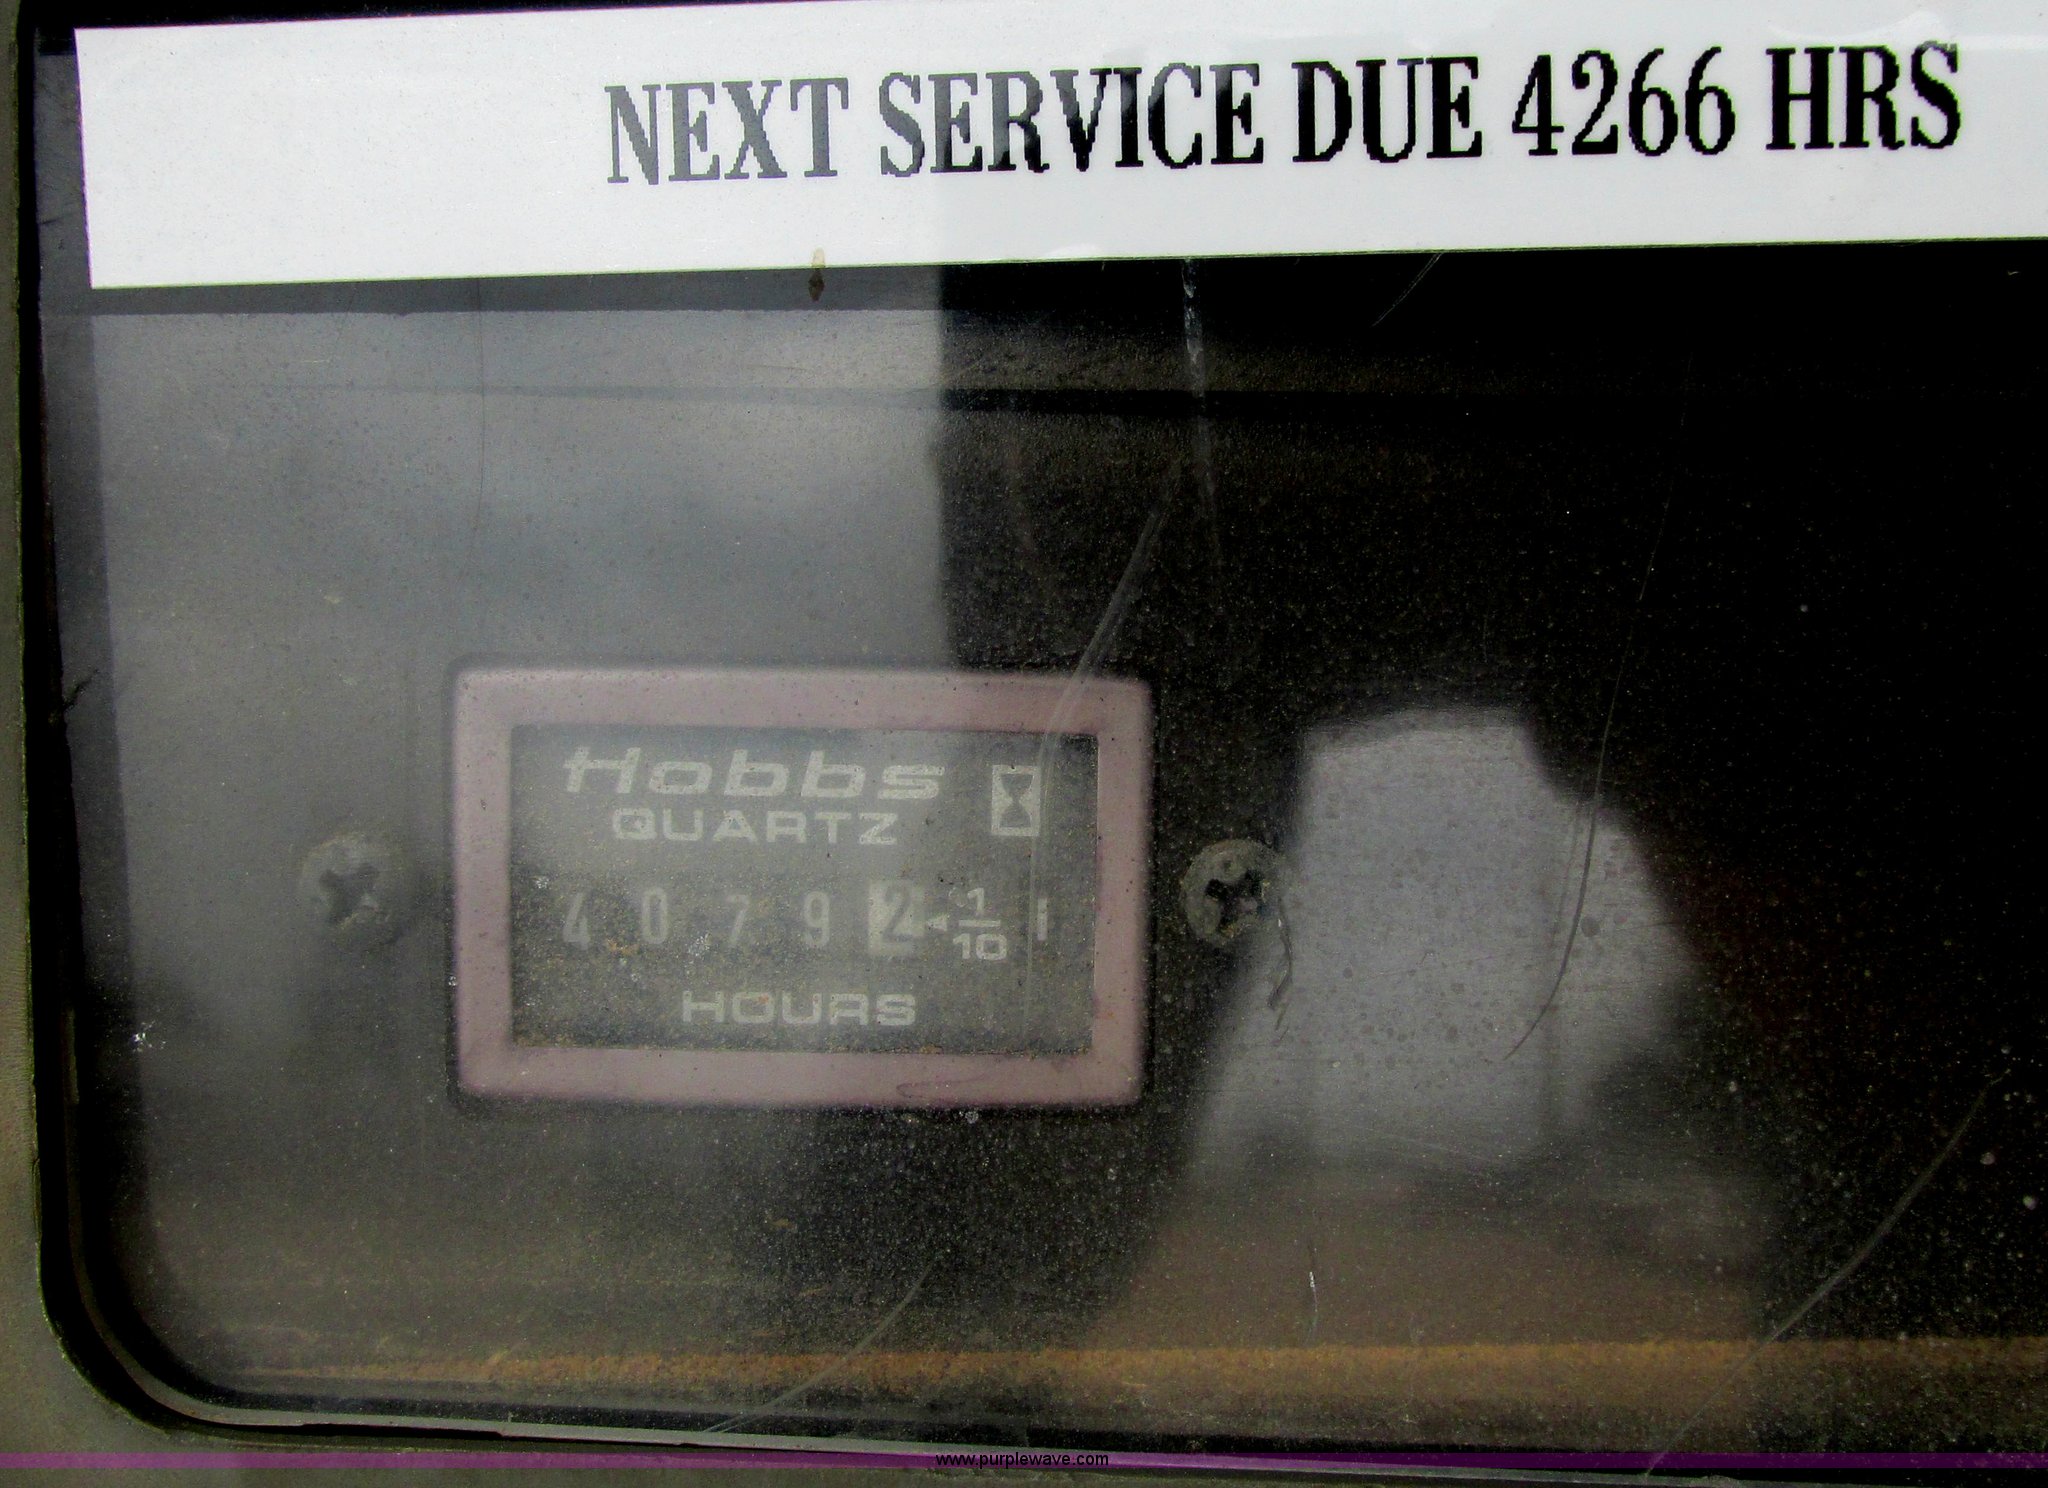 NEXT SERVICE DUE 4266 HRS
Hobbs
QUARTZ
4 0 7 9 2 1/10
HOURS
www.purplewave.com